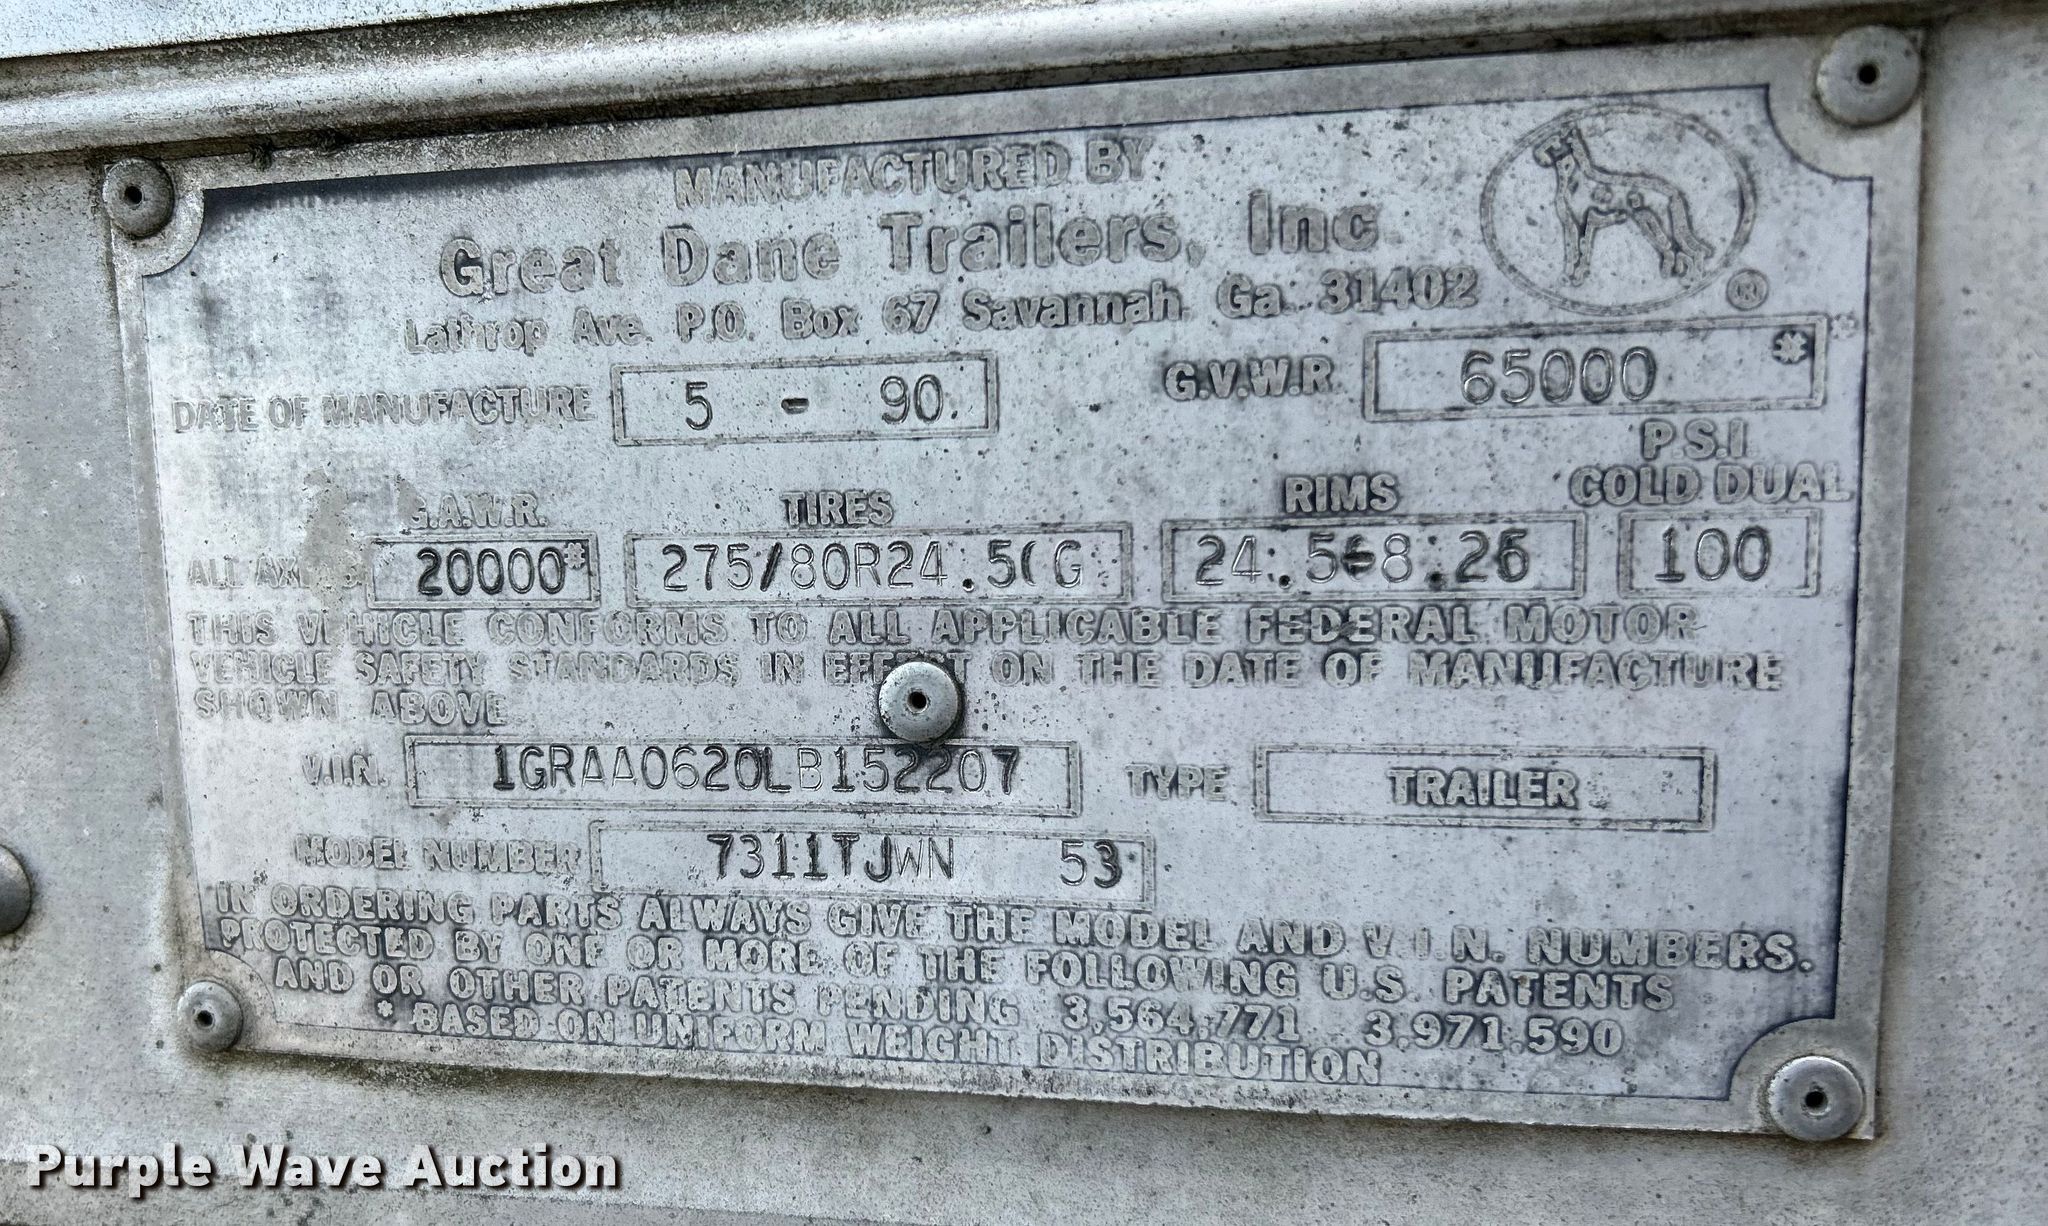 MANUFACTURED BY
Great Dane Trailers, Inc.
Lathrop Ave. P.O. Box 67 Savannah, Ga. 31402
®
DATE OF MANUFACTURE 5 - 90 G.V.W.R. 65000 * *
G.A.W.R. TIRES RIMS P.S.I. COLD DUAL
ALL AXLES 20000* 275/80R24.5(G 24.5-8.25 100
THIS VEHICLE CONFORMS TO ALL APPLICABLE FEDERAL MOTOR
VEHICLE SAFETY STANDARDS IN EFFECT ON THE DATE OF MANUFACTURE
SHOWN ABOVE
V.I.N. 1GRAA0620LB152207 TYPE TRAILER
MODEL NUMBER 7311TJWN 53
IN ORDERING PARTS ALWAYS GIVE THE MODEL AND V.I.N. NUMBERS.
PROTECTED BY ONE OR MORE OF THE FOLLOWING U.S. PATENTS
AND OR OTHER PATENTS PENDING 3,564,771 3,971,590
* BASED ON UNIFORM WEIGHT DISTRIBUTION
Purple Wave Auction